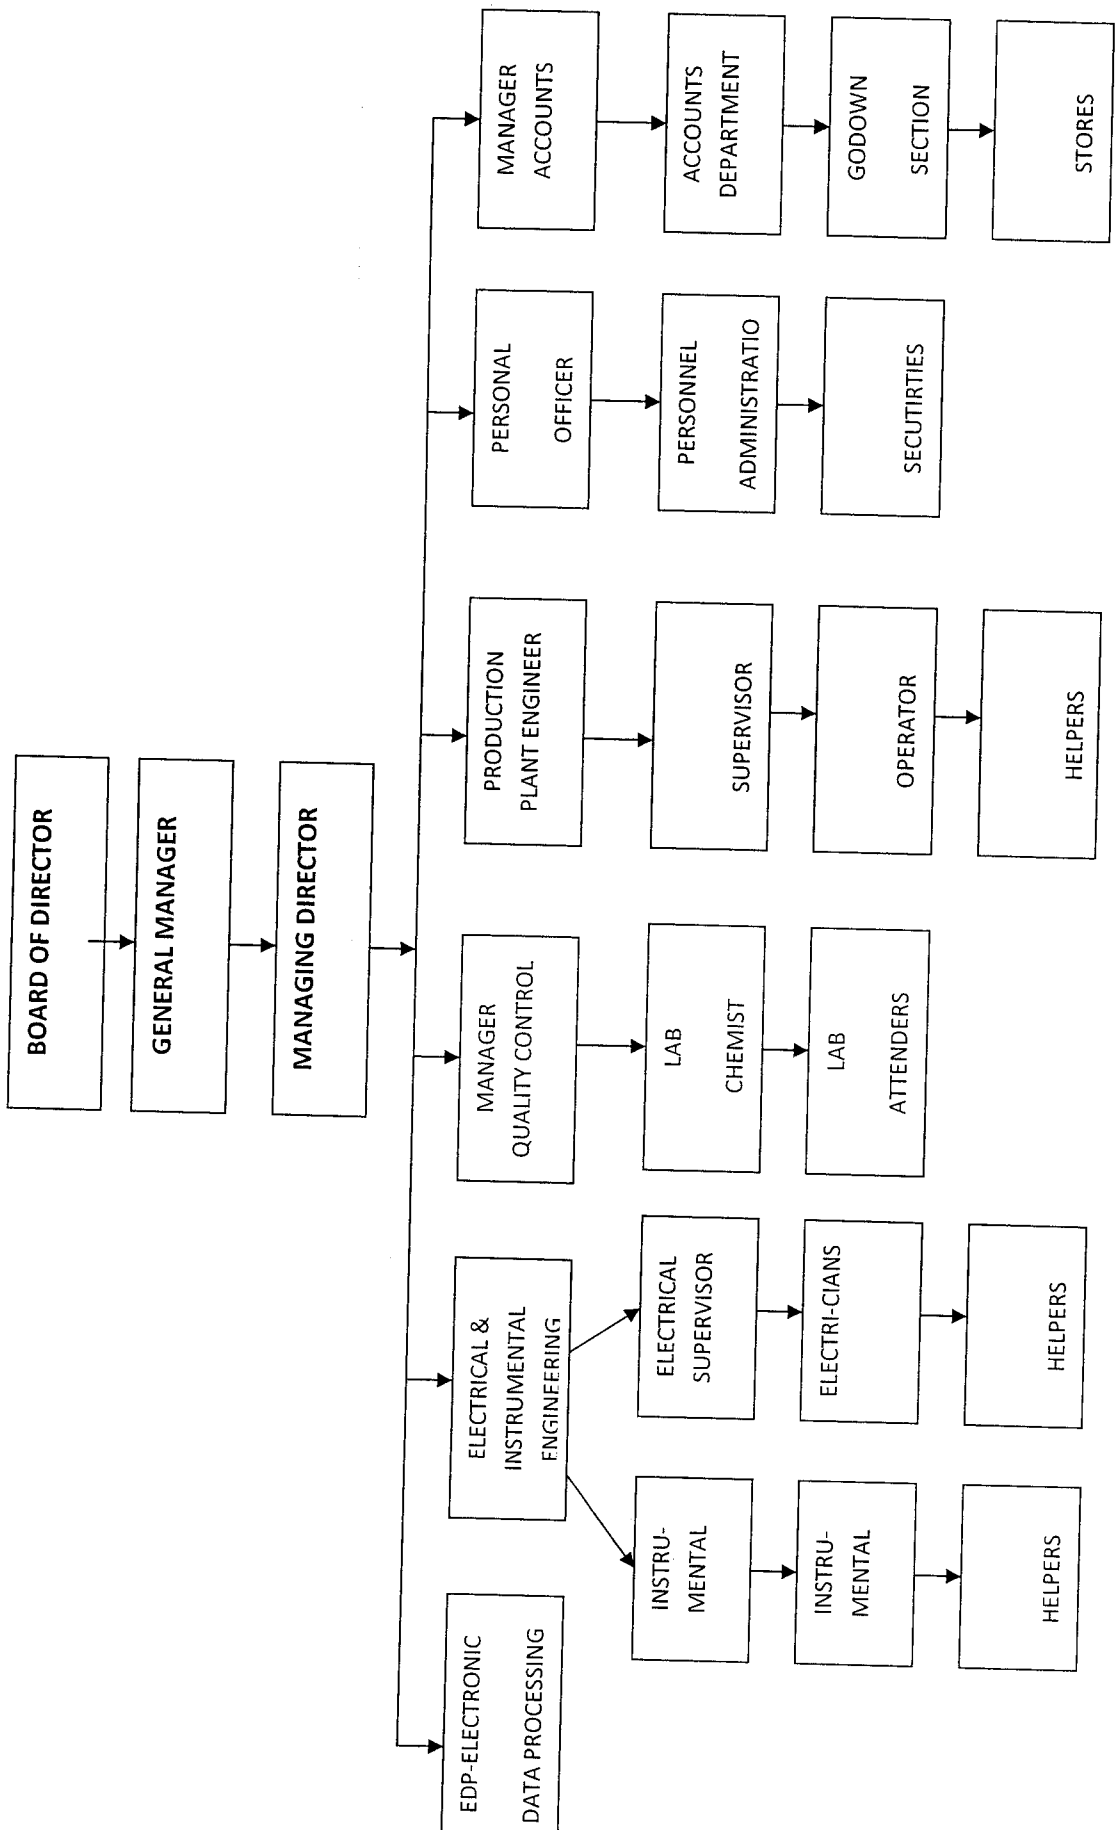 BOARD OF DIRECTOR
GENERAL MANAGER
MANAGING DIRECTOR
EDP-ELECTRONIC
DATA PROCESSING
ELECTRICAL &
INSTRUMENTAL
ENGINEERING
MANAGER
QUALITY CONTROL
PRODUCTION
PLANT ENGINEER
PERSONAL
OFFICER
MANAGER
ACCOUNTS
INSTRU-
MENTAL
ELECTRICAL
SUPERVISOR
LAB
CHEMIST
SUPERVISOR
PERSONNEL
ADMINISTRATIO
ACCOUNTS
DEPARTMENT
INSTRU-
MENTAL
ELECTRI-CIANS
LAB
ATTENDERS
OPERATOR
SECUTIRTIES
GODOWN
SECTION
HELPERS
HELPERS
HELPERS
STORES